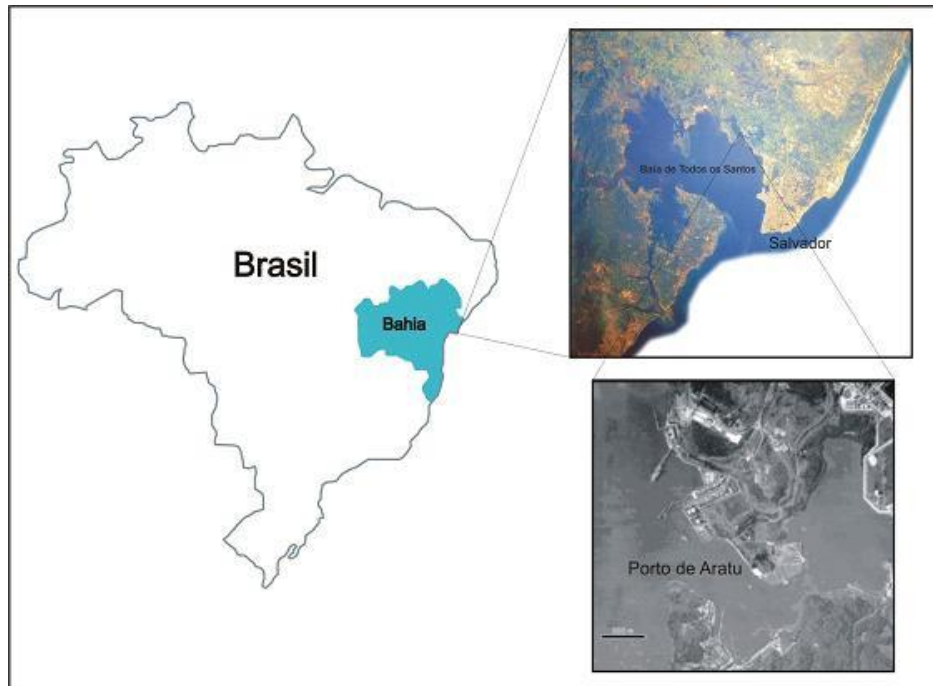 Brasil
Bahia
Baía de Todos os Santos
Salvador
Porto de Aratu